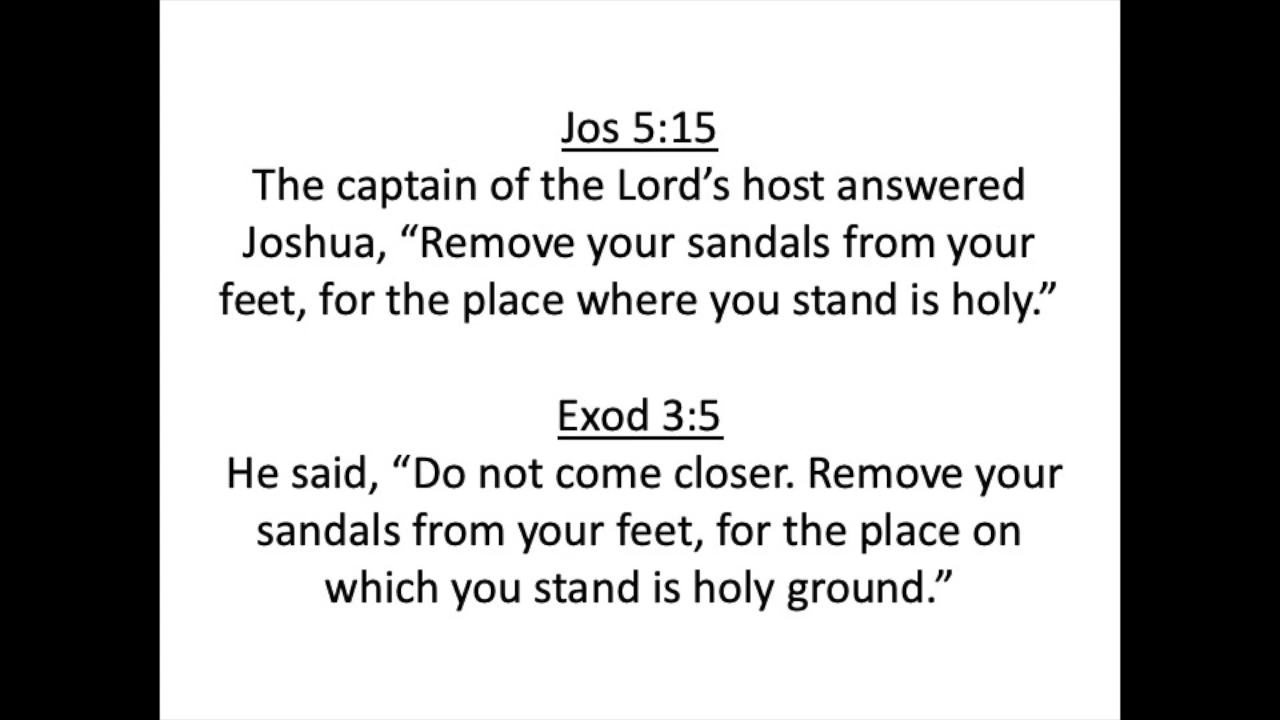 Jos 5:15
The captain of the Lord’s host answered
Joshua, “Remove your sandals from your
feet, for the place where you stand is holy.”
Exod 3:5
He said, “Do not come closer. Remove your
sandals from your feet, for the place on
which you stand is holy ground.”